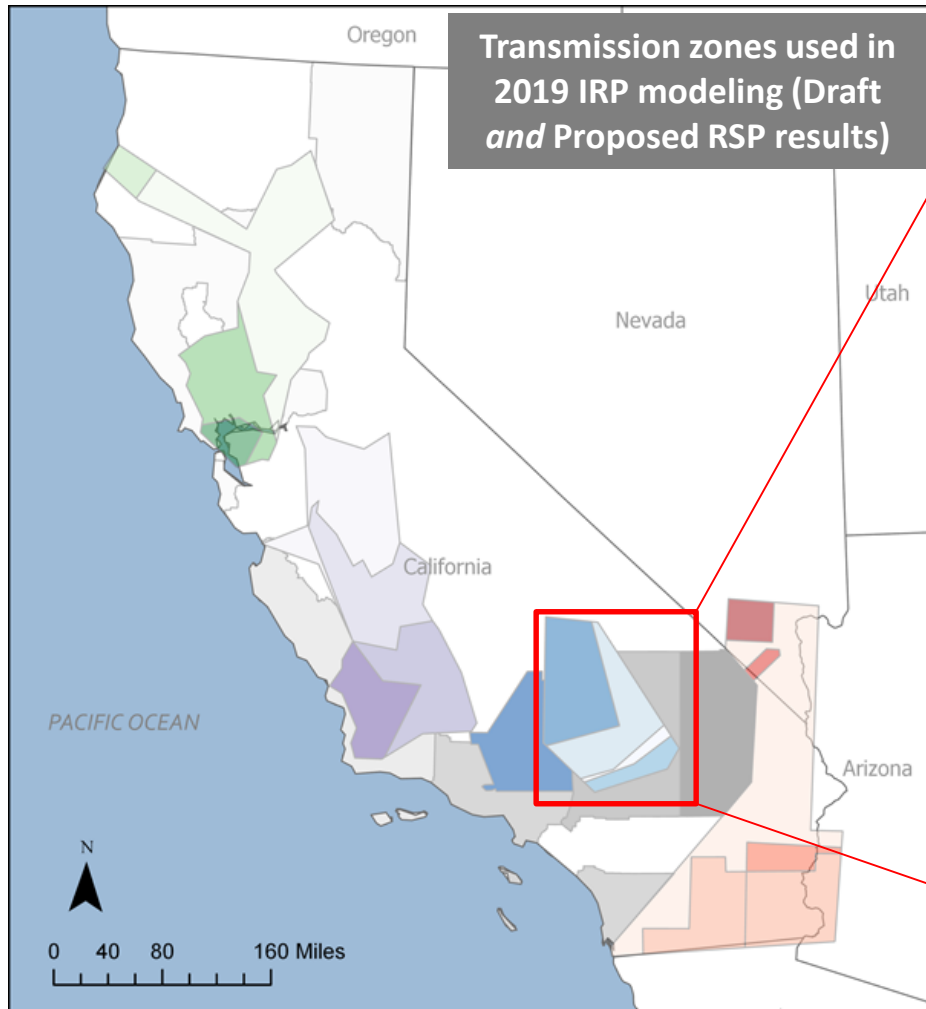 Oregon
Transmission zones used in
2019 IRP modeling (Draft
and Proposed RSP results)
Utah
Nevada
California
PACIFIC OCEAN
Arizona
N
0 40 80 160 Miles